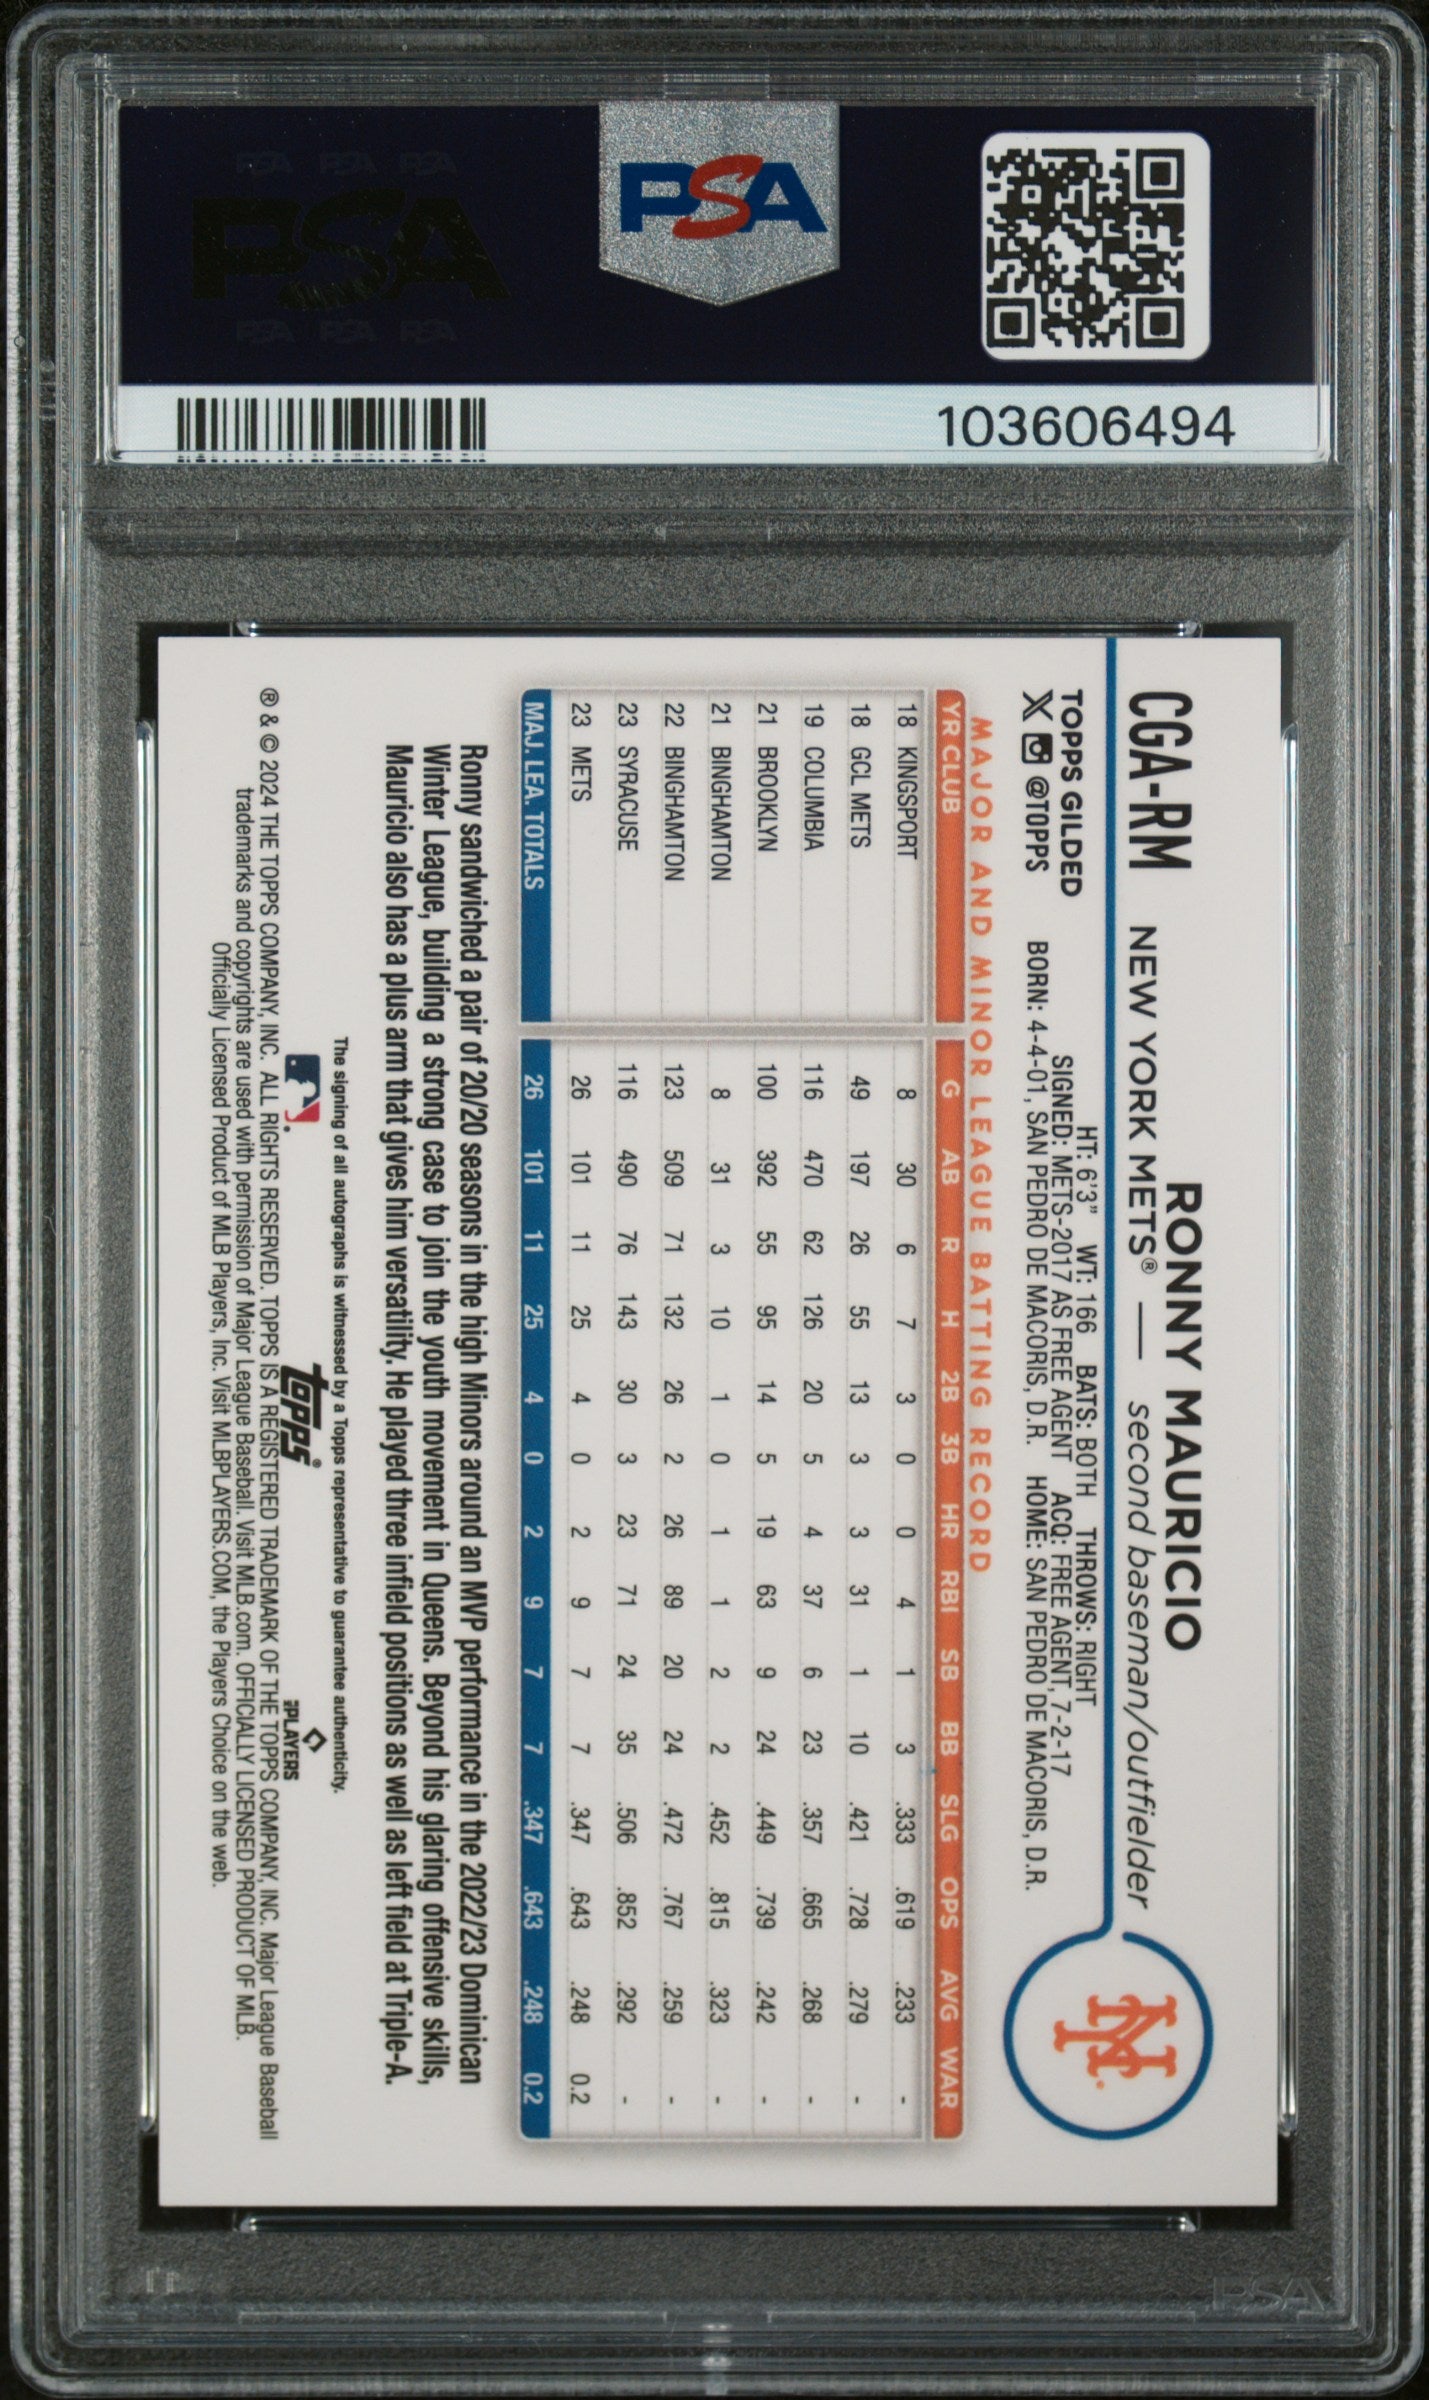 PSA PSA PSA
PSA
PSA PSA PSA
PSA
103606494
CGA-RM
RONNY MAURICIO
NEW YORK METS® — second baseman/outfielder
TOPPS GILDED
X @TOPPS
HT: 6'3" WT: 166 BATS: BOTH THROWS: RIGHT
SIGNED: METS-2017 AS FREE AGENT ACQ: FREE AGENT, 7-2-17
BORN: 4-4-01, SAN PEDRO DE MACORIS, D.R. HOME: SAN PEDRO DE MACORIS, D.R.
NY
MAJOR AND MINOR LEAGUE BATTING RECORD
YR CLUB G AB R H 2B 3B HR RBI SB BB SLG OPS AVG WAR
18 KINGSPORT 8 30 6 7 3 0 0 4 1 3 .333 .619 .233 -
18 GCL METS 49 197 26 55 13 3 3 31 1 10 .421 .728 .279 -
19 COLUMBIA 116 470 62 126 20 5 4 37 6 23 .357 .665 .268 -
21 BROOKLYN 100 392 55 95 14 5 19 63 9 24 .449 .739 .242 -
21 BINGHAMTON 8 31 3 10 1 0 1 1 2 2 .452 .815 .323 -
22 BINGHAMTON 123 509 71 132 26 2 26 89 20 24 .472 .767 .259 -
23 SYRACUSE 116 490 76 143 30 3 23 71 24 35 .506 .852 .292 -
23 METS 26 101 11 25 4 0 2 9 7 7 .347 .643 .248 0.2
MAJ. LEA. TOTALS 26 101 11 25 4 0 2 9 7 7 .347 .643 .248 0.2
Ronny sandwiched a pair of 20/20 seasons in the high Minors around an MVP performance in the 2022/23 Dominican
Winter League, building a strong case to join the youth movement in Queens. Beyond his glaring offensive skills,
Mauricio also has a plus arm that gives him versatility. He played three infield positions as well as left field at Triple-A.
The signing of all autographs is witnessed by a Topps representative to guarantee authenticity.
topps®
PLAYERS
® & © 2024 THE TOPPS COMPANY, INC. ALL RIGHTS RESERVED. TOPPS IS A REGISTERED TRADEMARK OF THE TOPPS COMPANY, INC. Major League Baseball
trademarks and copyrights are used with permission of Major League Baseball. Visit MLB.com. OFFICIALLY LICENSED PRODUCT OF MLB.
Officially Licensed Product of MLB Players, Inc. Visit MLBPLAYERS.COM, the Players Choice on the web.
PSA